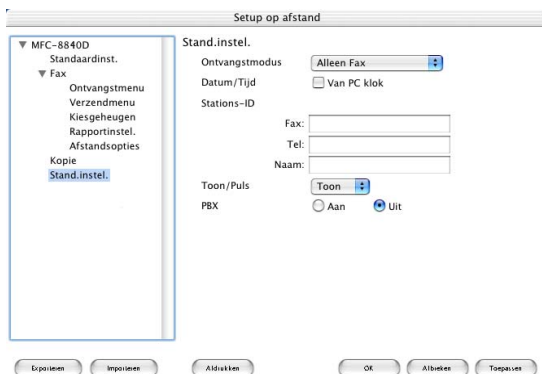 Setup op afstand
MFC-8840D
Standaardinst.
Fax
Ontvangstmenu
Verzendmenu
Kiesgeheugen
Rapportinstel.
Afstandsopties
Kopie
Stand.instel.
Stand.instel.
Ontvangstmodus
Alleen Fax
Datum/Tijd
Van PC klok
Stations-ID
Fax:
Tel:
Naam:
Toon/Puls
Toon
PBX
Aan
Uit
Exporteren
Importeren
Afdrukken
OK
Afbreken
Toepassen